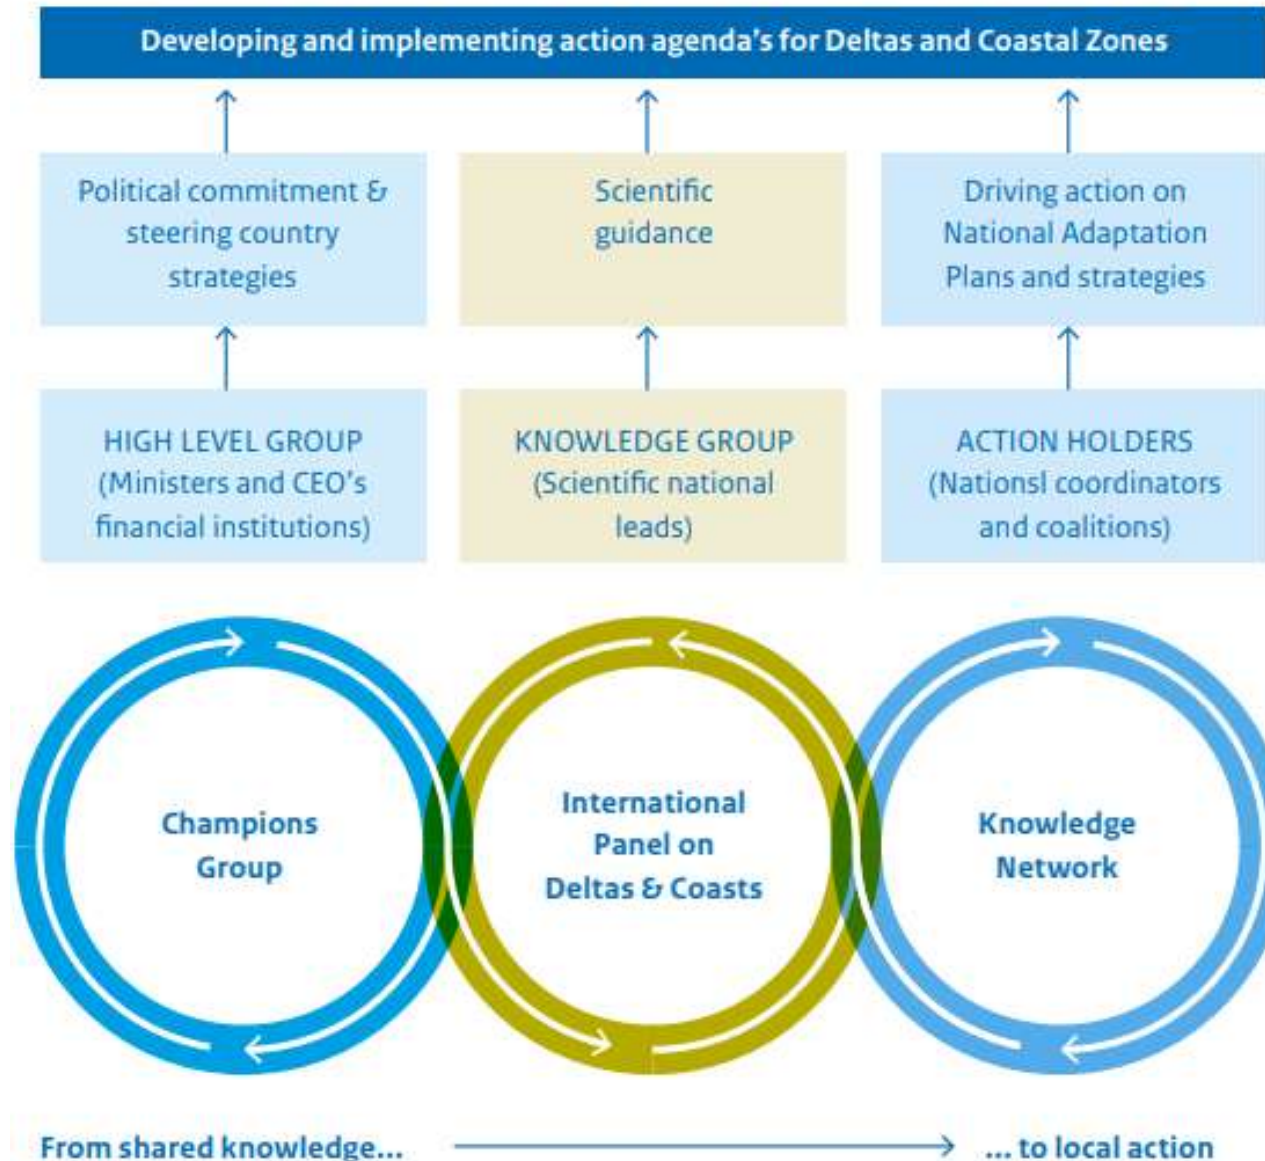 Developing and implementing action agenda's for Deltas and Coastal Zones
Political commitment &
steering country
strategies
Scientific
guidance
Driving action on
National Adaptation
Plans and strategies
HIGH LEVEL GROUP
(Ministers and CEO's
financial institutions)
KNOWLEDGE GROUP
(Scientific national
leads)
ACTION HOLDERS
(Nationsl coordinators
and coalitions)
Champions
Group
International
Panel on
Deltas & Coasts
Knowledge
Network
From shared knowledge...
... to local action